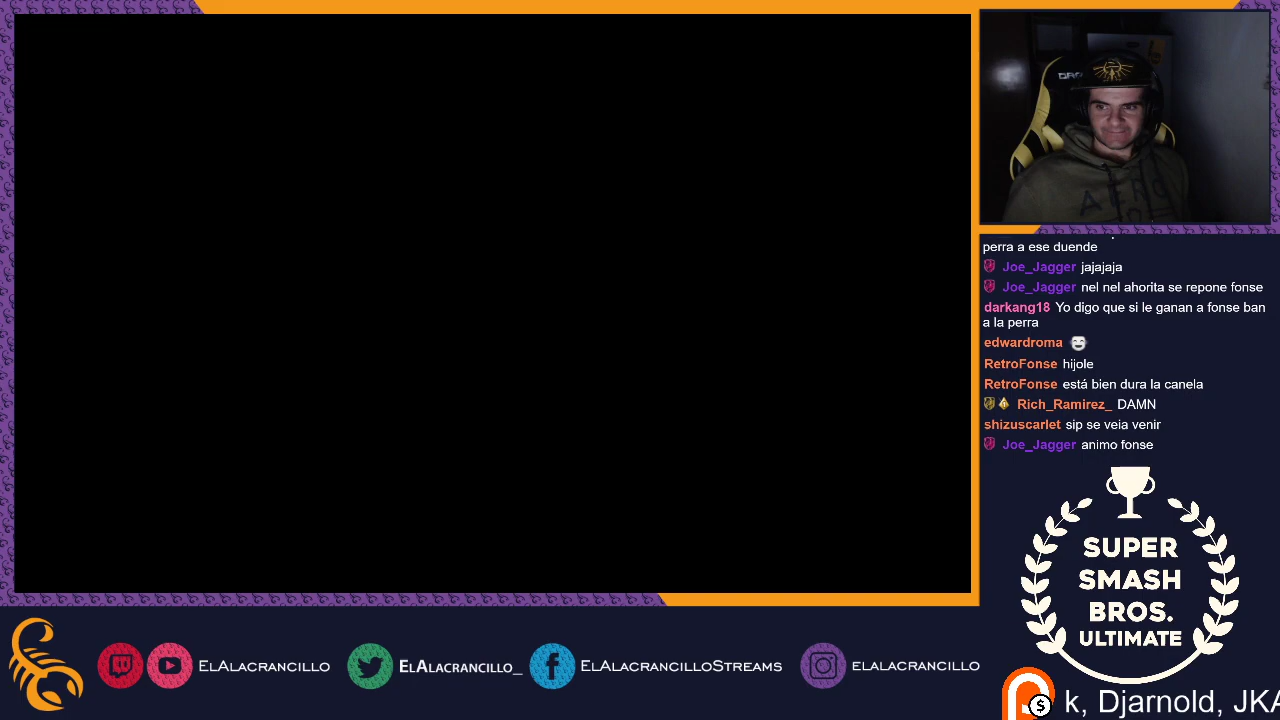 perra a ese duende
Joe_Jagger jajajaja
Joe_Jagger nel nel ahorita se repone fonse
darkang18 Yo digo que si le ganan a fonse ban
a la perra
edwardroma
RetroFonse hijole
RetroFonse está bien dura la canela
Rich_Ramirez_ DAMN
shizuscarlet sip se veia venir
Joe_Jagger animo fonse
SUPER
SMASH
BROS.
ULTIMATE
ElAlacrancillo
ElAlacrancillo_
ElAlacrancilloStreams
elalacrancillo
k, Djarnold, JKA